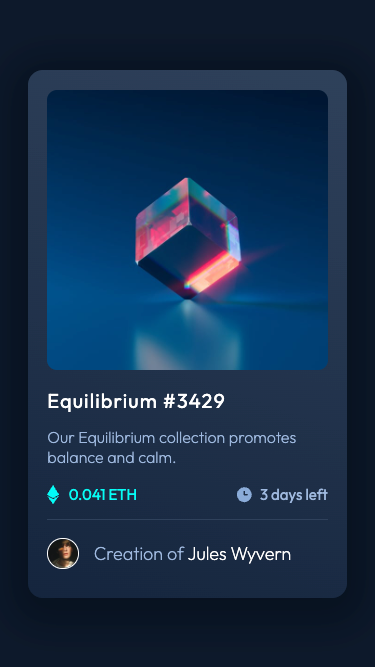 Equilibrium #3429
Our Equilibrium collection promotes
balance and calm.
0.041 ETH
3 days left
Creation of Jules Wyvern